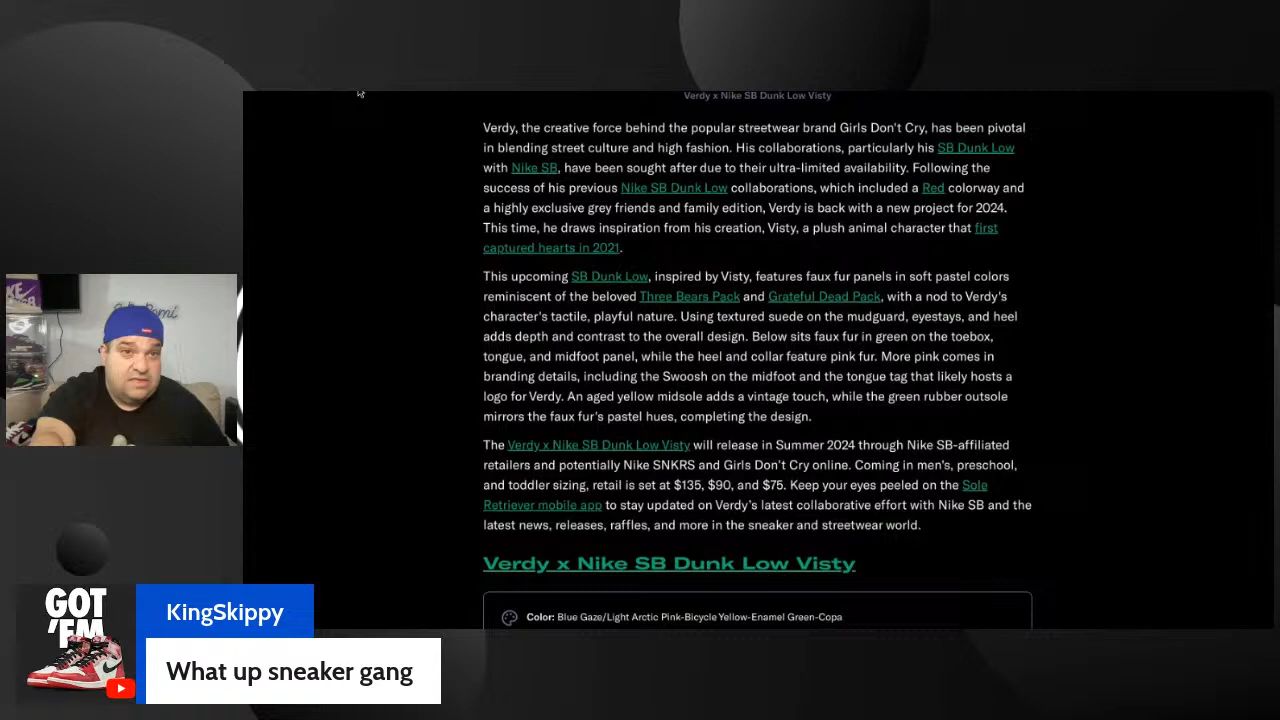 Verdy x Nike SB Dunk Low Visty
Verdy, the creative force behind the popular streetwear brand Girls Don't Cry, has been pivotal
in blending street culture and high fashion. His collaborations, particularly his SB Dunk Low
with Nike SB, have been sought after due to their ultra-limited availability. Following the
success of his previous Nike SB Dunk Low collaborations, which included a Red colorway and
a highly exclusive grey friends and family edition, Verdy is back with a new project for 2024.
This time, he draws inspiration from his creation, Visty, a plush animal character that first
captured hearts in 2021.
This upcoming SB Dunk Low, inspired by Visty, features faux fur panels in soft pastel colors
reminiscent of the beloved Three Bears Pack and Grateful Dead Pack, with a nod to Verdy's
character's tactile, playful nature. Using textured suede on the mudguard, eyestays, and heel
adds depth and contrast to the overall design. Below sits faux fur in green on the toebox,
tongue, and midfoot panel, while the heel and collar feature pink fur. More pink comes in
branding details, including the Swoosh on the midfoot and the tongue tag that likely hosts a
logo for Verdy. An aged yellow midsole adds a vintage touch, while the green rubber outsole
mirrors the faux fur's pastel hues, completing the design.
The Verdy x Nike SB Dunk Low Visty will release in Summer 2024 through Nike SB-affiliated
retailers and potentially Nike SNKRS and Girls Don't Cry online. Coming in men's, preschool,
and toddler sizing, retail is set at $135, $90, and $75. Keep your eyes peeled on the Sole
Retriever mobile app to stay updated on Verdy's latest collaborative effort with Nike SB and the
latest news, releases, raffles, and more in the sneaker and streetwear world.
Verdy x Nike SB Dunk Low Visty
Color: Blue Gaze/Light Arctic Pink-Bicycle Yellow-Enamel Green-Copa
GOT
'EM
KingSkippy
What up sneaker gang